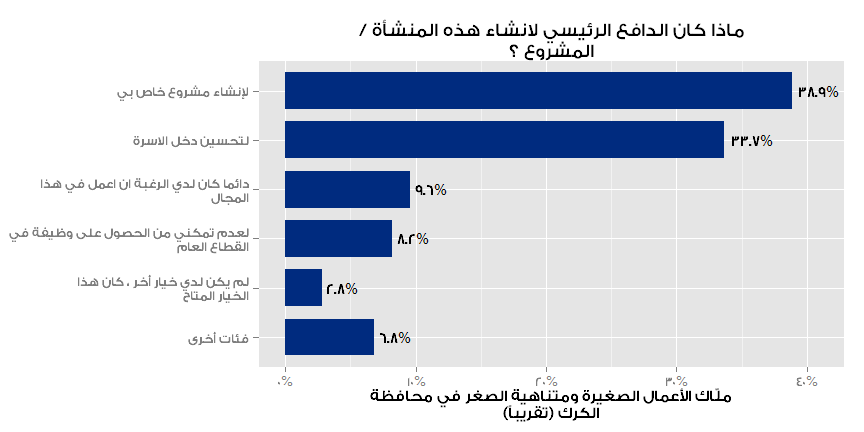 ماذا كان الدافع الرئيسي لانشاء هذه المنشأة /
المشروع ؟
لإنشاء مشروع خاص بي
٣٨.٩%
لتحسين دخل الاسرة
٣٣.٧%
دائما كان لدي الرغبة ان اعمل في هذا
المجال
٩.٦%
لعدم تمكني من الحصول على وظيفة في
القطاع العام
٨.٢%
لم يكن لدي خيار أخر ، كان هذا
الخيار المتاح
٢.٨%
فئات أخرى
٦.٨%
٠% ١٠% ٢٠% ٣٠% ٤٠%
ملّاك الأعمال الصغيرة ومتناهية الصغر في محافظة
الكرك (تقريباً)